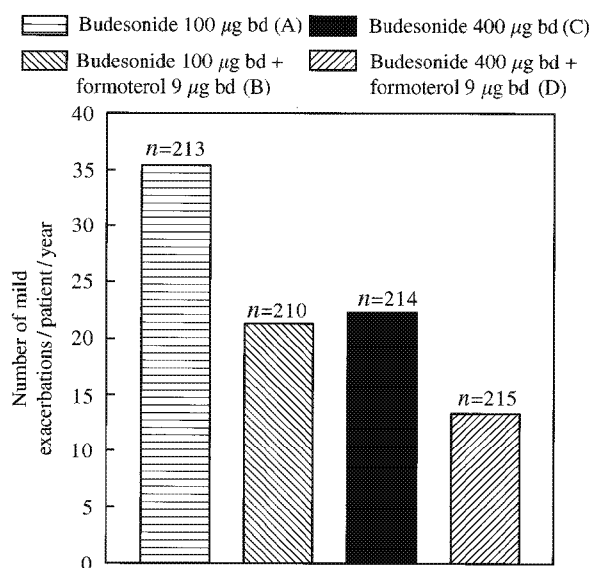 Budesonide 100 μg bd (A)
Budesonide 400 μg bd (C)
Budesonide 100 μg bd +
formoterol 9 μg bd (B)
Budesonide 400 μg bd +
formoterol 9 μg bd (D)
Number of mild
exacerbations/patient/year
40
35
30
25
20
15
10
5
0
n=213
n=210
n=214
n=215